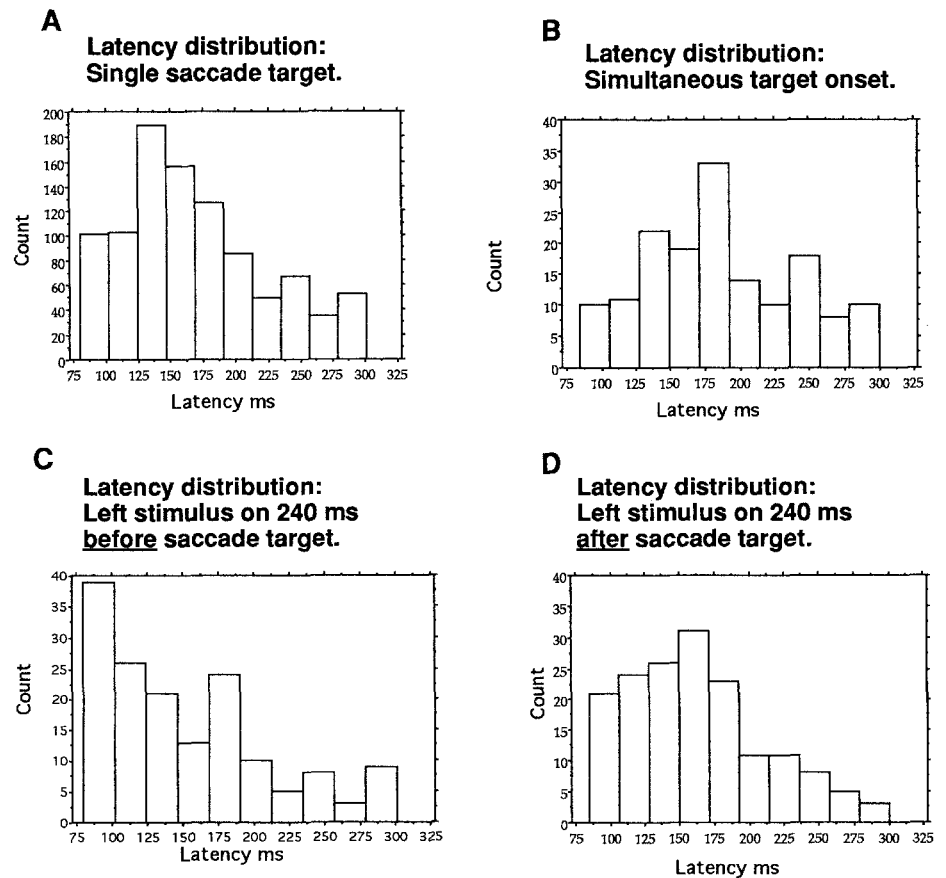 A
Latency distribution:
Single saccade target.
200
180
160
140
120
100
80
60
40
20
0
Count
75 100 125 150 175 200 225 250 275 300 325
Latency ms
B
Latency distribution:
Simultaneous target onset.
40
35
30
25
20
15
10
5
0
Count
75 100 125 150 175 200 225 250 275 300 325
Latency ms
C
Latency distribution:
Left stimulus on 240 ms
before saccade target.
40
35
30
25
20
15
10
5
0
Count
75 100 125 150 175 200 225 250 275 300 325
Latency ms
D
Latency distribution:
Left stimulus on 240 ms
after saccade target.
40
35
30
25
20
15
10
5
0
Count
75 100 125 150 175 200 225 250 275 300 325
Latency ms